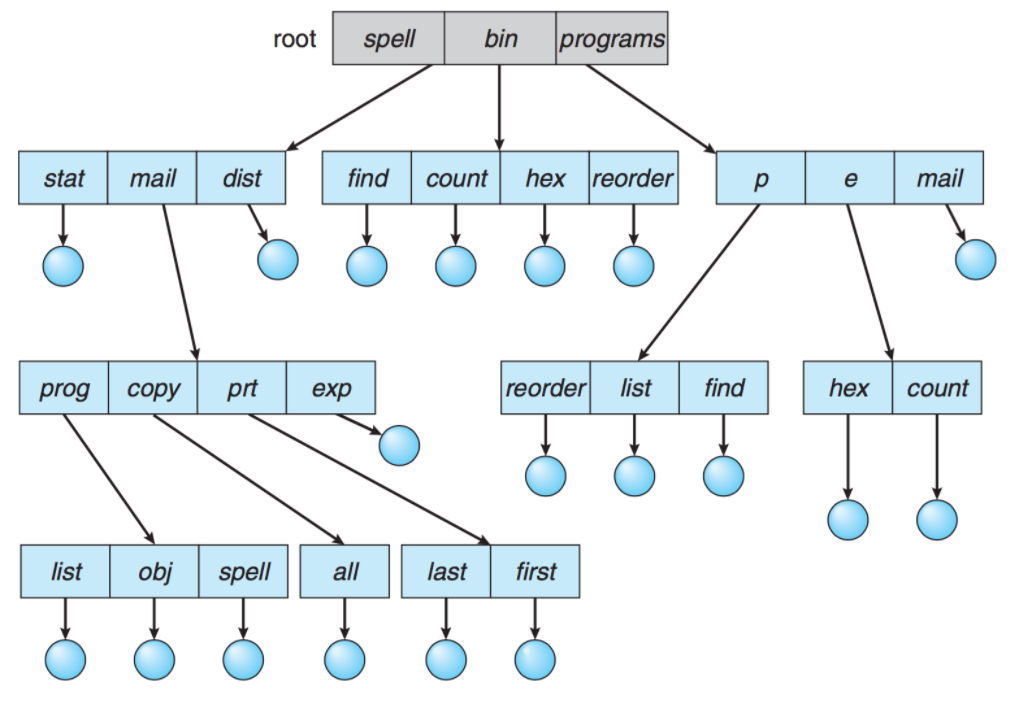 root spell bin programs
stat mail dist find count hex reorder p e mail
prog copy prt exp reorder list find hex count
list obj spell all last first